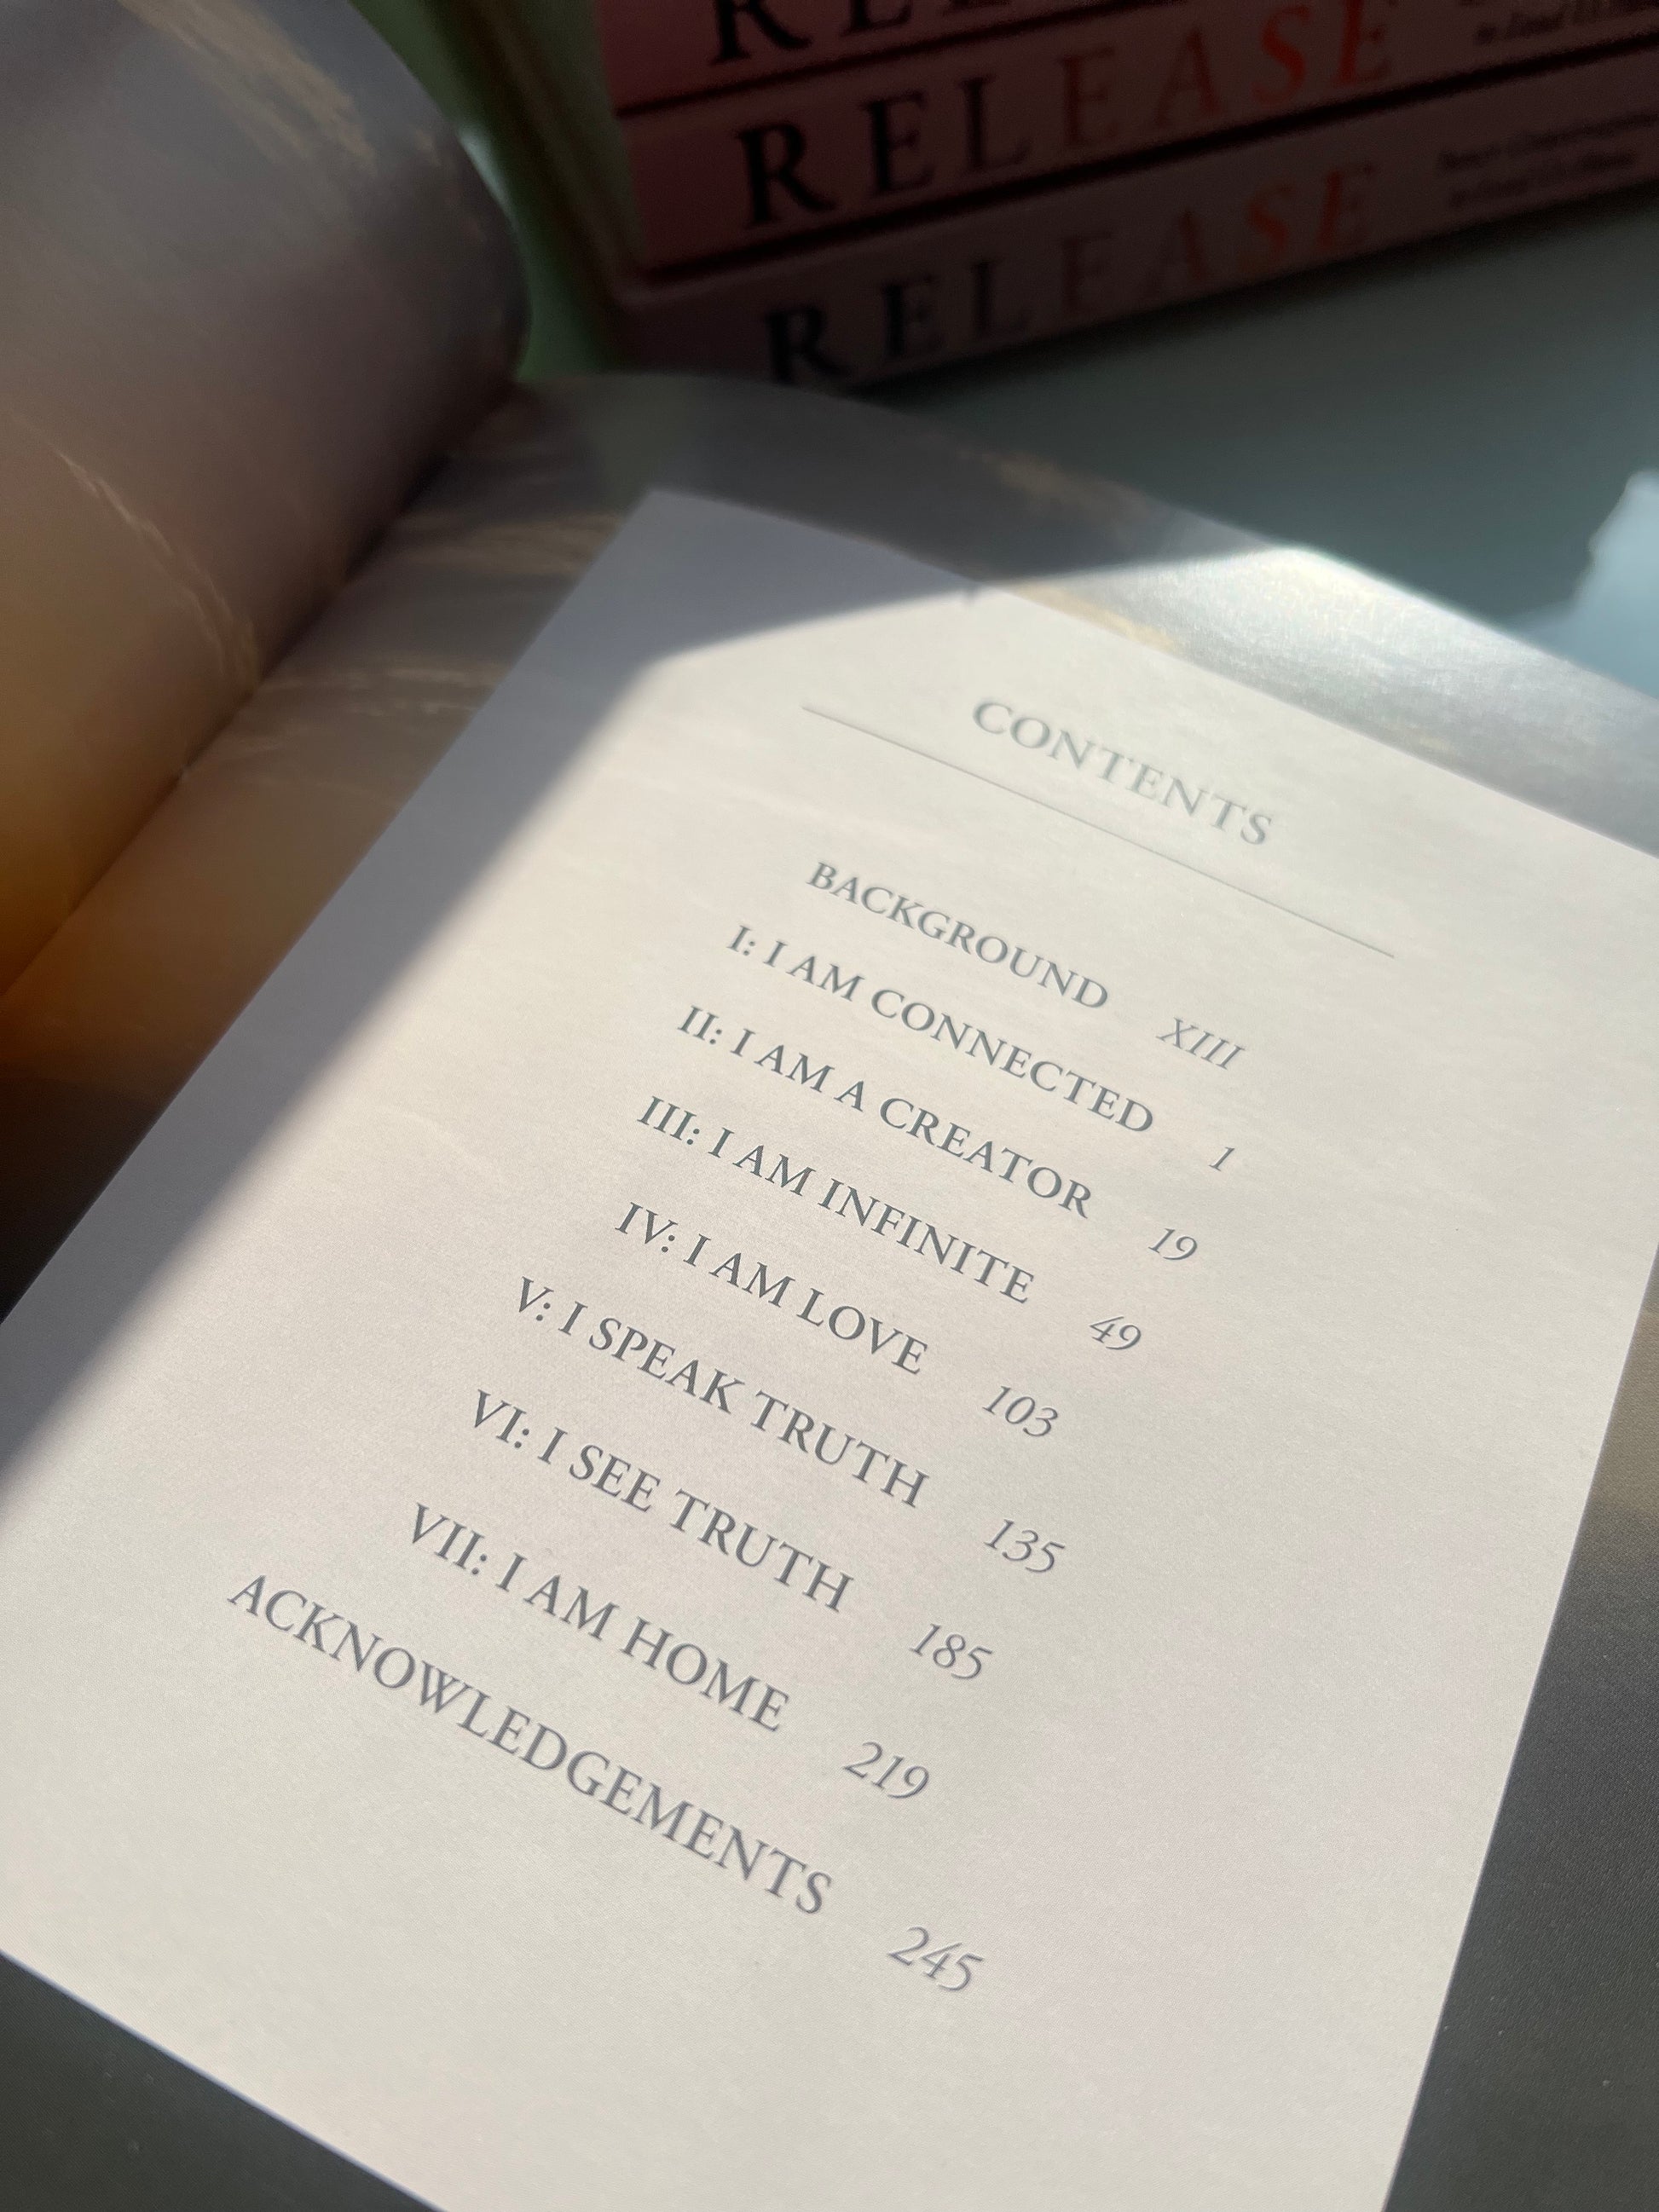 REL
RELEASE
RELEASE
CONTENTS
BACKGROUND XIII
I: I AM CONNECTED 1
II: I AM A CREATOR 19
III: I AM INFINITE 49
IV: I AM LOVE 103
V: I SPEAK TRUTH 135
VI: I SEE TRUTH 185
VII: I AM HOME 219
ACKNOWLEDGEMENTS 245